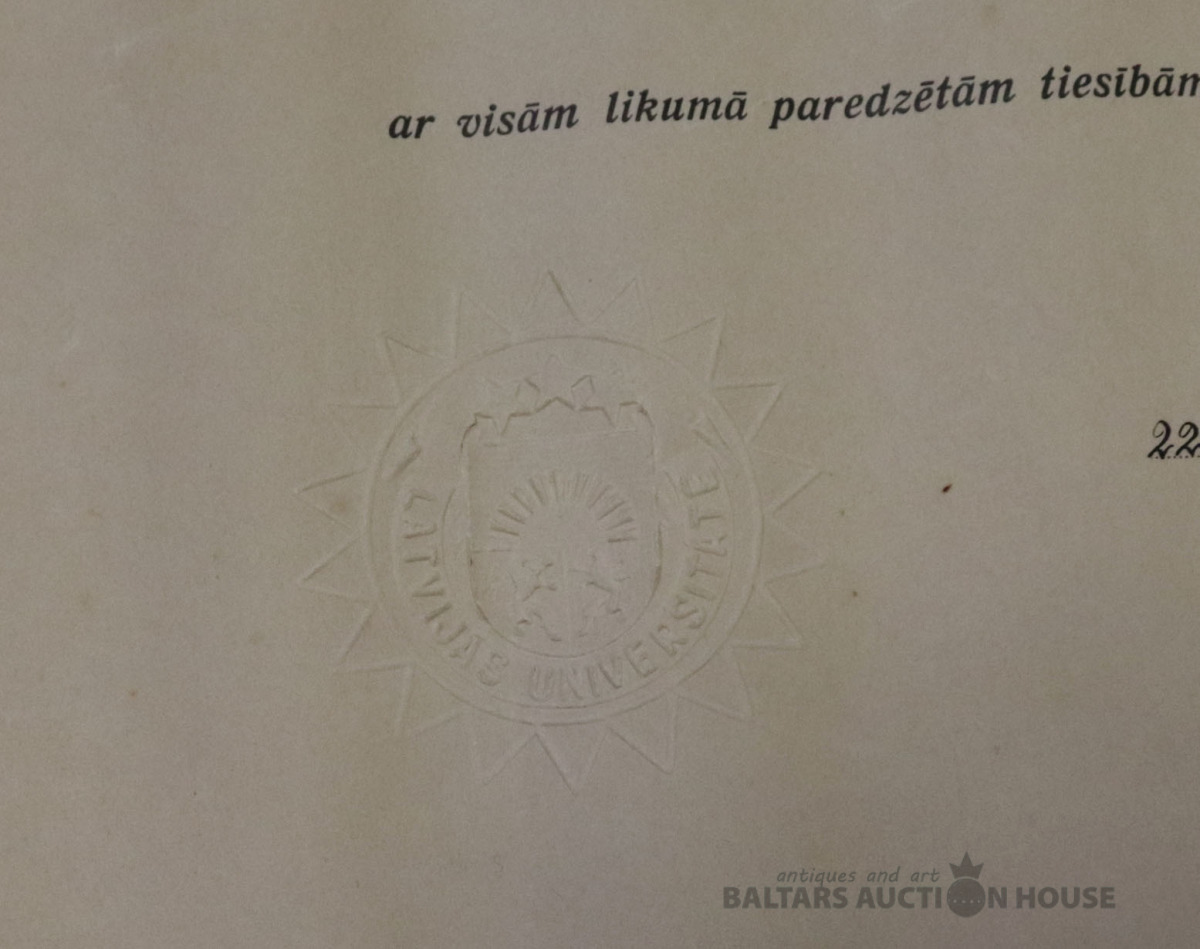 ar visām likumā paredzētām tiesībām
22
LATVIJAS UNIVERSITATE
antiques and art
BALTARS AUCTION HOUSE